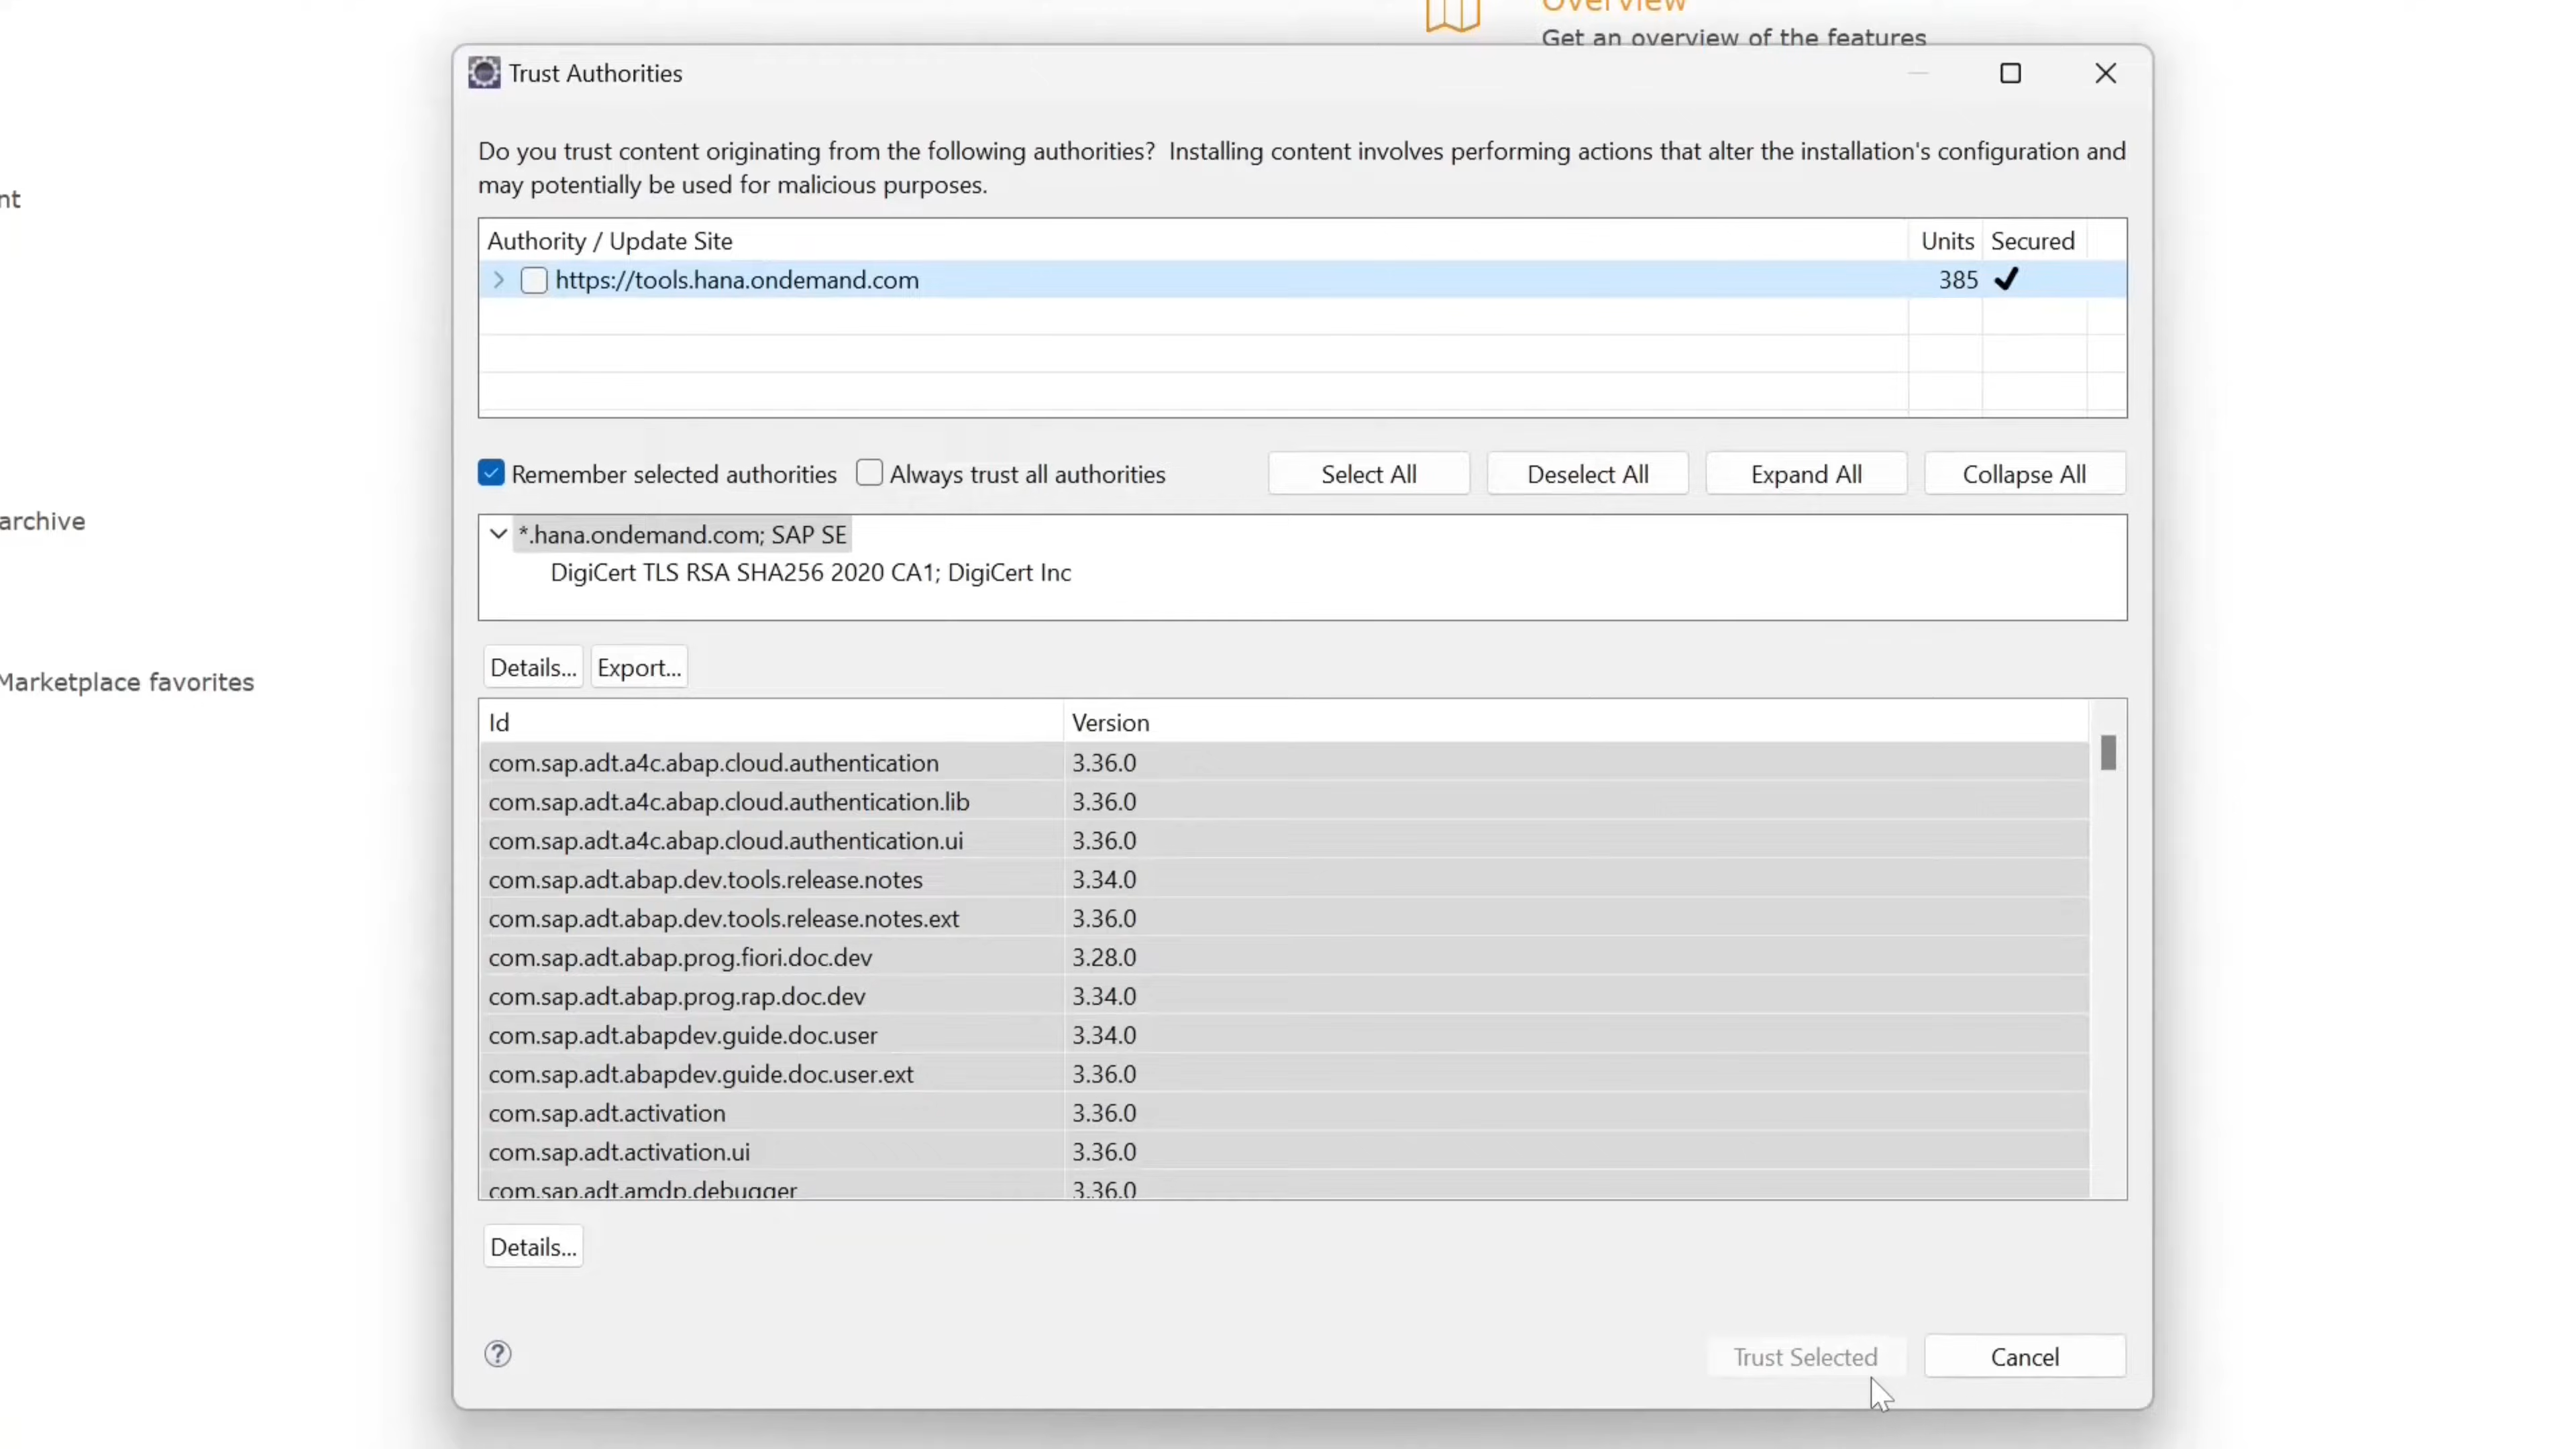 Overview
Get an overview of the features
Trust Authorities
Do you trust content originating from the following authorities?  Installing content involves performing actions that alter the installation's configuration and
may potentially be used for malicious purposes.
nt
Authority / Update Site Units Secured
https://tools.hana.ondemand.com 385
Remember selected authorities Always trust all authorities Select All Deselect All Expand All Collapse All
archive
*.hana.ondemand.com; SAP SE
DigiCert TLS RSA SHA256 2020 CA1; DigiCert Inc
Details... Export...
Marketplace favorites
Id Version
com.sap.adt.a4c.abap.cloud.authentication 3.36.0
com.sap.adt.a4c.abap.cloud.authentication.lib 3.36.0
com.sap.adt.a4c.abap.cloud.authentication.ui 3.36.0
com.sap.adt.abap.dev.tools.release.notes 3.34.0
com.sap.adt.abap.dev.tools.release.notes.ext 3.36.0
com.sap.adt.abap.prog.fiori.doc.dev 3.28.0
com.sap.adt.abap.prog.rap.doc.dev 3.34.0
com.sap.adt.abapdev.guide.doc.user 3.34.0
com.sap.adt.abapdev.guide.doc.user.ext 3.36.0
com.sap.adt.activation 3.36.0
com.sap.adt.activation.ui 3.36.0
com.sap.adt.amdp.debugger 3.36.0
Details...
Trust Selected Cancel